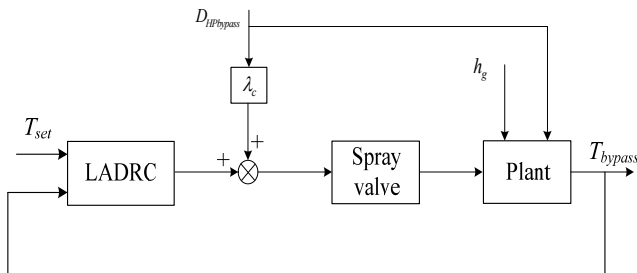 D_HPbypass
h_g
λ_c
T_set
+
+
LADRC
Spray
valve
Plant
T_bypass